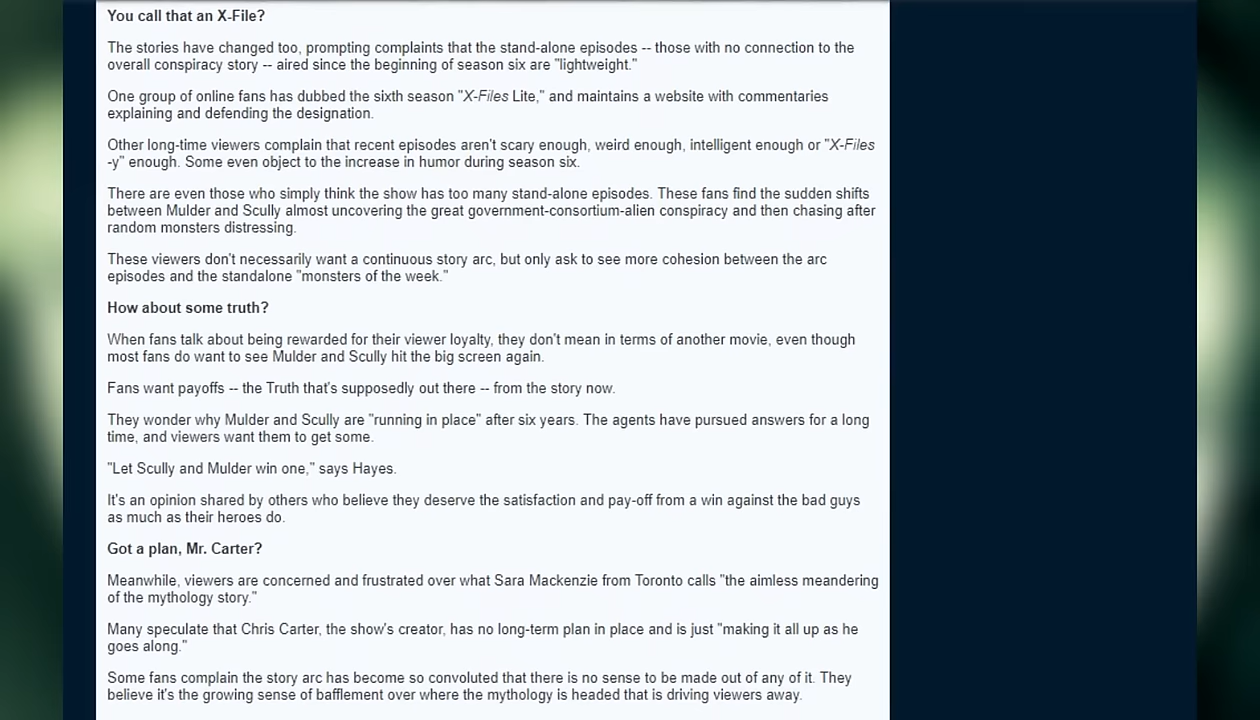 You call that an X-File?
The stories have changed too, prompting complaints that the stand-alone episodes -- those with no connection to the
overall conspiracy story -- aired since the beginning of season six are "lightweight."
One group of online fans has dubbed the sixth season "X-Files Lite," and maintains a website with commentaries
explaining and defending the designation.
Other long-time viewers complain that recent episodes aren't scary enough, weird enough, intelligent enough or "X-Files
-y" enough. Some even object to the increase in humor during season six.
There are even those who simply think the show has too many stand-alone episodes. These fans find the sudden shifts
between Mulder and Scully almost uncovering the great government-consortium-alien conspiracy and then chasing after
random monsters distressing.
These viewers don't necessarily want a continuous story arc, but only ask to see more cohesion between the arc
episodes and the standalone "monsters of the week."
How about some truth?
When fans talk about being rewarded for their viewer loyalty, they don't mean in terms of another movie, even though
most fans do want to see Mulder and Scully hit the big screen again.
Fans want payoffs -- the Truth that's supposedly out there -- from the story now.
They wonder why Mulder and Scully are "running in place" after six years. The agents have pursued answers for a long
time, and viewers want them to get some.
"Let Scully and Mulder win one," says Hayes.
It's an opinion shared by others who believe they deserve the satisfaction and pay-off from a win against the bad guys
as much as their heroes do.
Got a plan, Mr. Carter?
Meanwhile, viewers are concerned and frustrated over what Sara Mackenzie from Toronto calls "the aimless meandering
of the mythology story."
Many speculate that Chris Carter, the show's creator, has no long-term plan in place and is just "making it all up as he
goes along."
Some fans complain the story arc has become so convoluted that there is no sense to be made out of any of it. They
believe it's the growing sense of bafflement over where the mythology is headed that is driving viewers away.